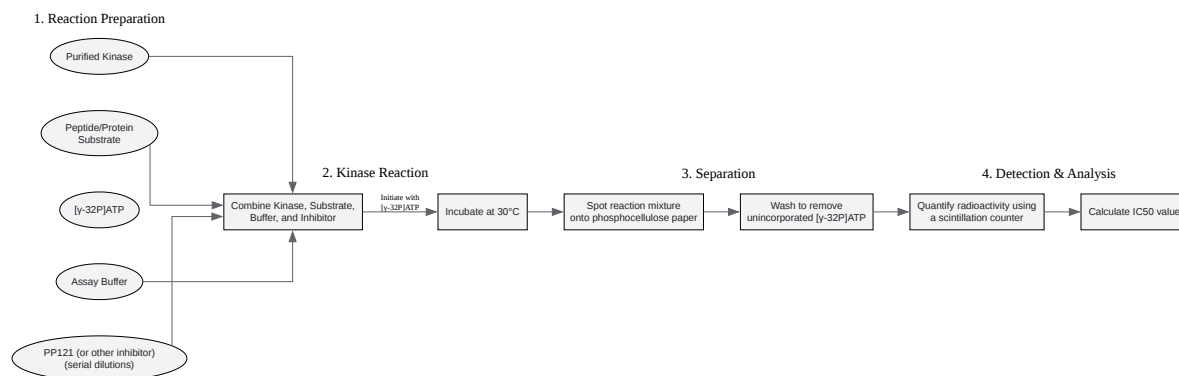 1. Reaction Preparation
Purified Kinase
Peptide/Protein
Substrate
[γ-32P]ATP
Assay Buffer
PP121 (or other inhibitor)
(serial dilutions)
2. Kinase Reaction
Combine Kinase, Substrate,
Buffer, and Inhibitor
Initiate with
[γ-32P]ATP
Incubate at 30°C
3. Separation
Spot reaction mixture
onto phosphocellulose paper
Wash to remove
unincorporated [γ-32P]ATP
4. Detection & Analysis
Quantify radioactivity using
a scintillation counter
Calculate IC50 value